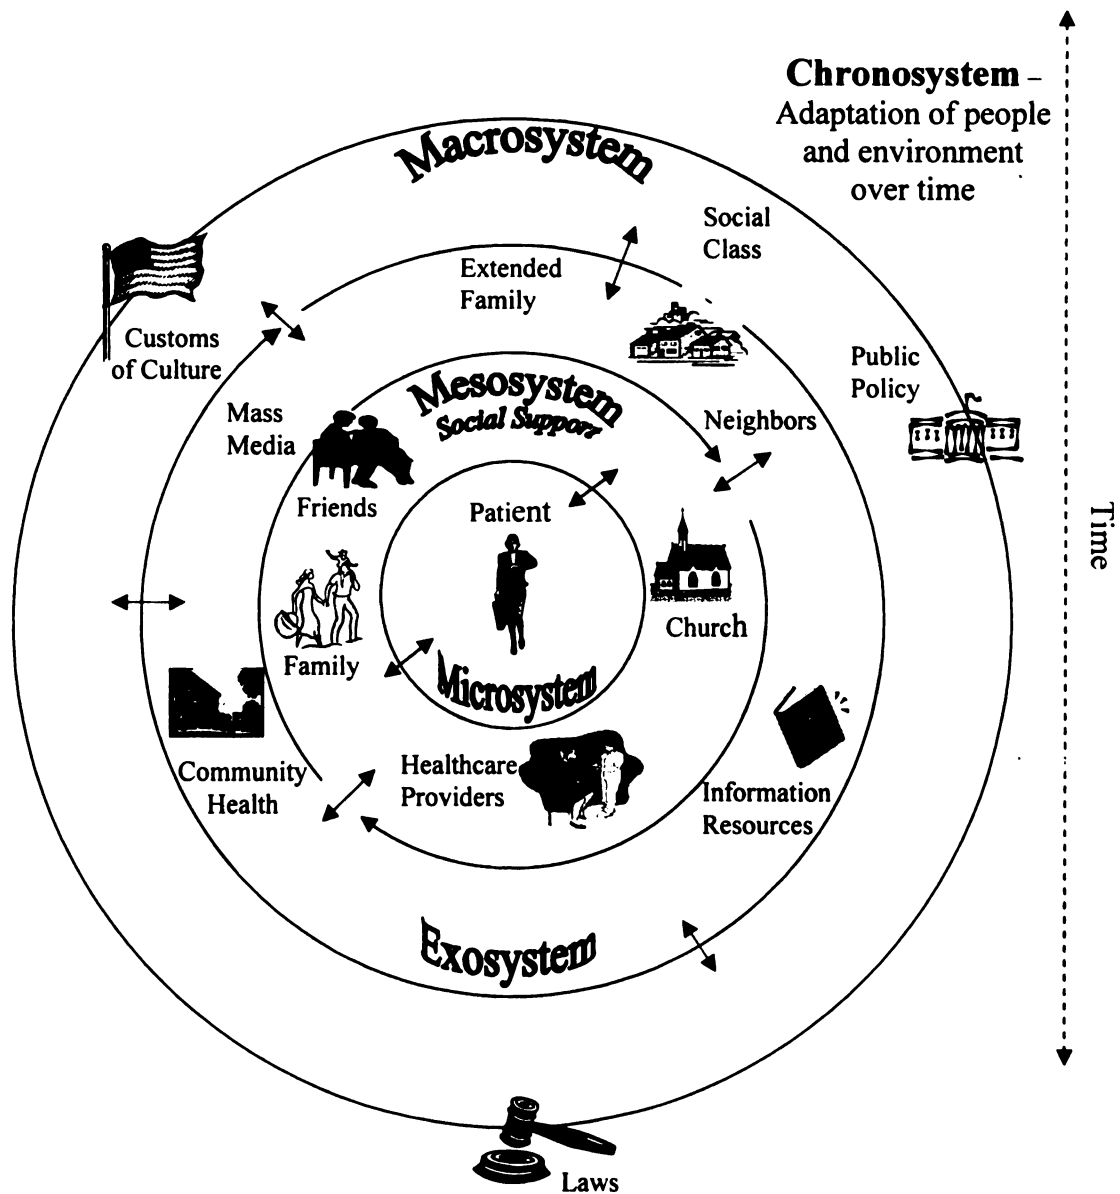 Chronosystem –
Adaptation of people
and environment
over time
Macrosystem
Social
Class
Extended
Family
Customs
of Culture
Public
Policy
Mesosystem
Social Support
Mass
Media
Neighbors
Friends
Patient
Time
Church
Family
Microsystem
Community
Health
Healthcare
Providers
Information
Resources
Exosystem
Laws